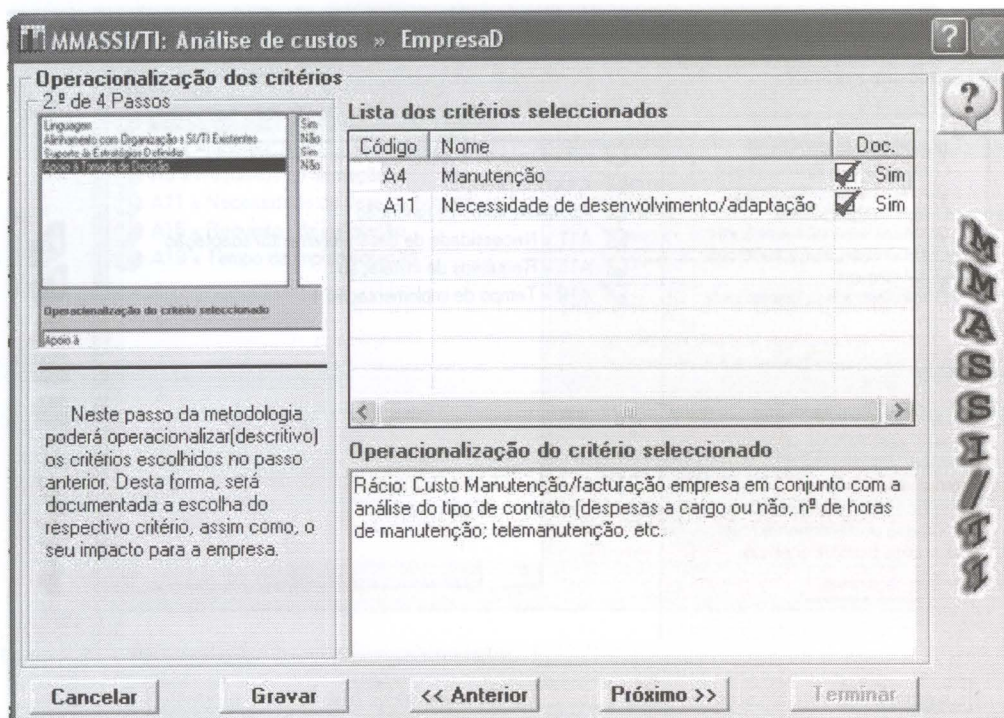 MMASSI/TI: Análise de custos » EmpresaD
?
Operacionalização dos critérios
2.º de 4 Passos
Linguagem
Sim
Alinhamento com Organização e SI/TI Existentes
Não
Suporte às Estratégias Definidas
Sim
Apoio à Tomada de Decisão
Não
Operacionalização do critério seleccionado
Apoio à
Neste passo da metodologia
poderá operacionalizar(descritivo)
os critérios escolhidos no passo
anterior. Desta forma, será
documentada a escolha do
respectivo critério, assim como, o
seu impacto para a empresa.
Lista dos critérios seleccionados
Código Nome Doc.
A4 Manutenção Sim
A11 Necessidade de desenvolvimento/adaptação Sim
Operacionalização do critério seleccionado
Rácio: Custo Manutenção/facturação empresa em conjunto com a
análise do tipo de contrato (despesas a cargo ou não, nº de horas
de manutenção; telemanutenção, etc.
?
MMASSI/TI
Cancelar
Gravar
<< Anterior
Próximo >>
Terminar